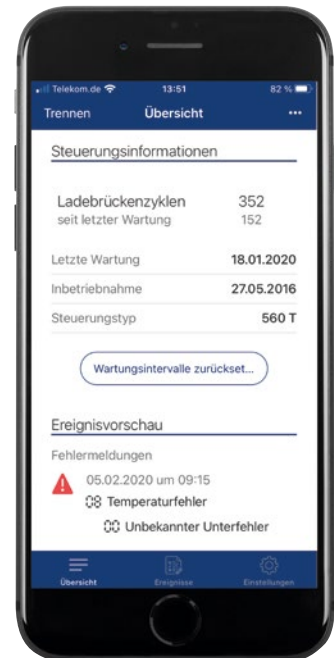 Telekom.de 13:51 82 %
Trennen Übersicht ...
Steuerungsinformationen
Ladebrückenzyklen 352
seit letzter Wartung 152
Letzte Wartung 18.01.2020
Inbetriebnahme 27.05.2016
Steuerungstyp 560 T
Wartungsintervalle zurückset...
Ereignisvorschau
Fehlermeldungen
05.02.2020 um 09:15
08 Temperaturfehler
00 Unbekannter Unterfehler
Übersicht Ereignisse Einstellungen